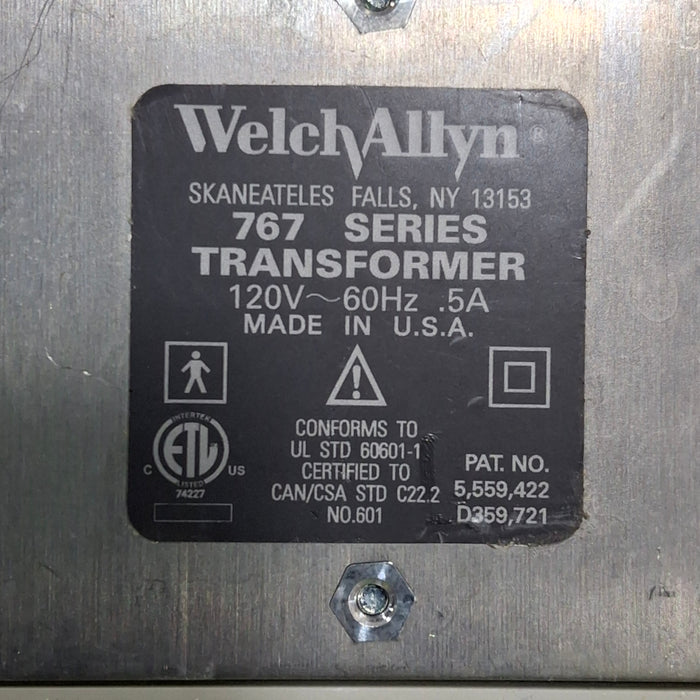 WelchAllyn®
SKANEATELES FALLS, NY 13153
767 SERIES
TRANSFORMER
120V~60Hz .5A
MADE IN U.S.A.
INTERTEK
ETL
C US
LISTED
74227
CONFORMS TO
UL STD 60601-1
CERTIFIED TO
CAN/CSA STD C22.2
NO.601
PAT. NO.
5,559,422
D359,721